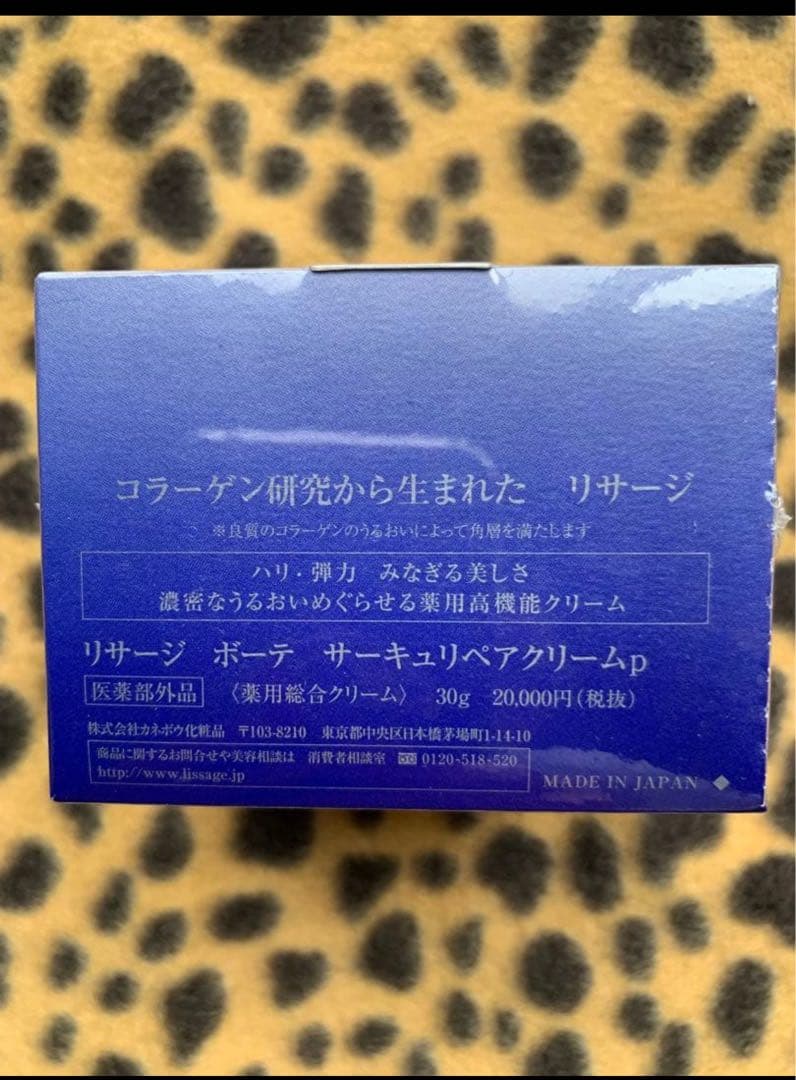 コラーゲン研究から生まれた リサージ
※良質のコラーゲンのうるおいによって角層を満たします
ハリ・弾力 みなぎる美しさ
濃密なうるおいめぐらせる薬用高機能クリーム
リサージ ボーテ サーキュリペアクリームp
医薬部外品 〈薬用総合クリーム〉 30g 20,000円(税抜)
株式会社カネボウ化粧品 〒103-8210 東京都中央区日本橋茅場町1-14-10
商品に関するお問合せや美容相談は 消費者相談室 0120-518-520
http://www.lissage.jp
MADE IN JAPAN ◆